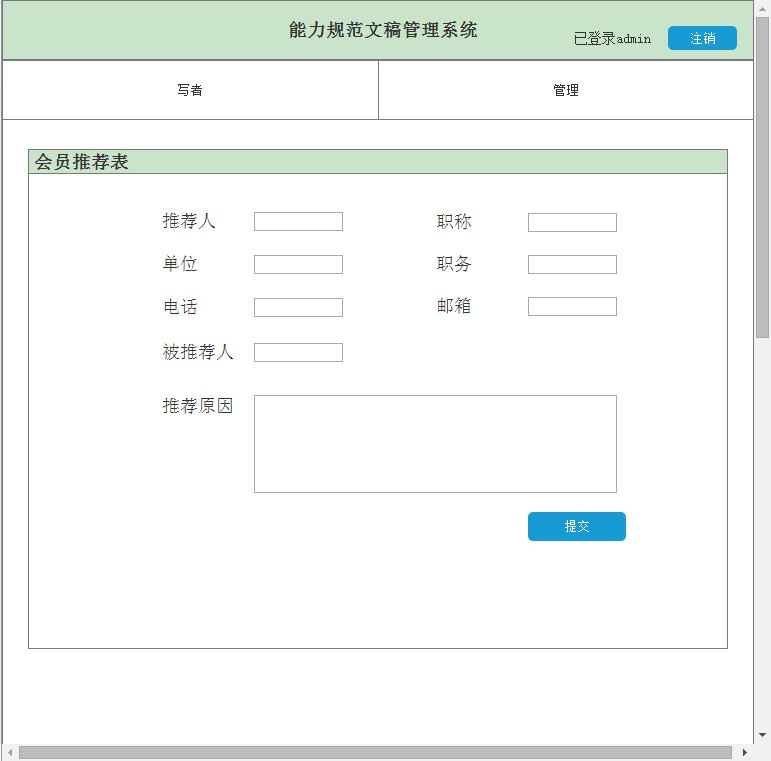 能力规范文稿管理系统
已登录admin 注销
写者 管理
会员推荐表
推荐人 职称
单位 职务
电话 邮箱
被推荐人
推荐原因
提交